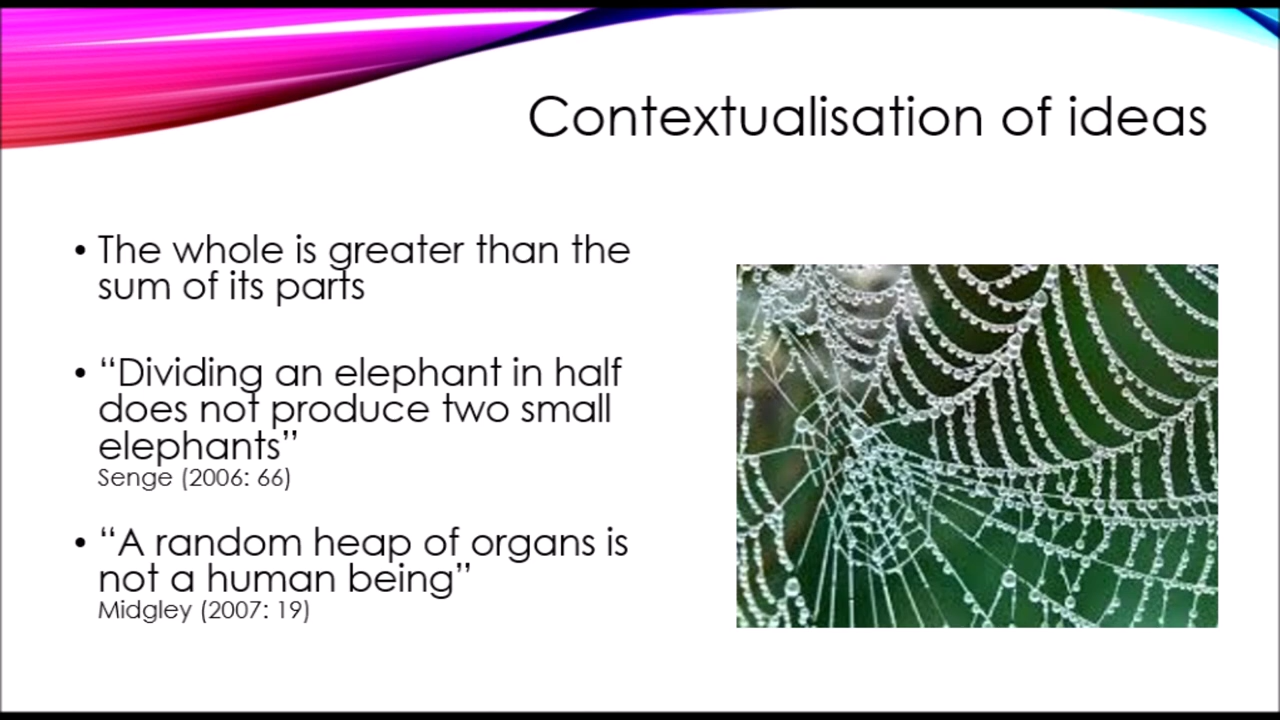 Contextualisation of ideas
• The whole is greater than the
sum of its parts
• “Dividing an elephant in half
does not produce two small
elephants”
Senge (2006: 66)
• “A random heap of organs is
not a human being”
Midgley (2007: 19)